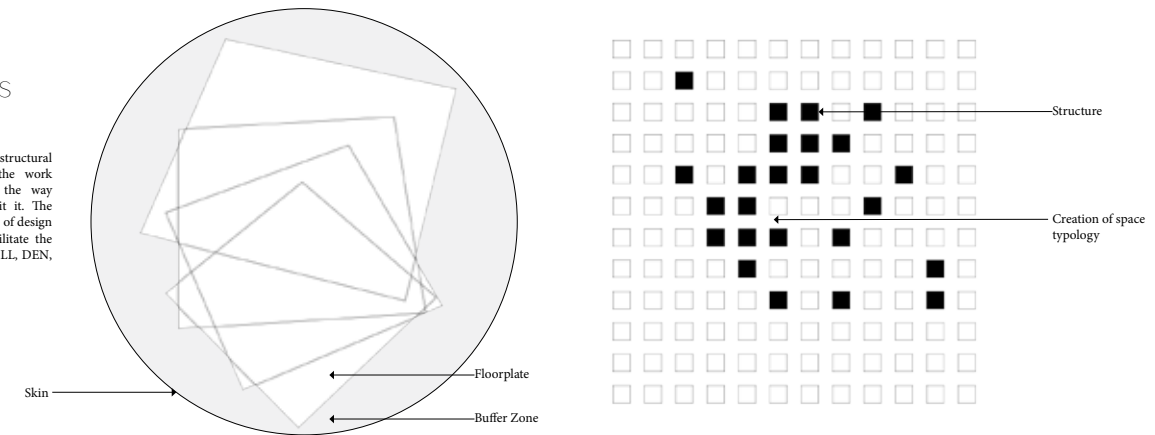 S
structural
the work
the way
it it. The
of design
ilitate the
LL, DEN,
Skin
Floorplate
Buffer Zone
Structure
Creation of space
typology